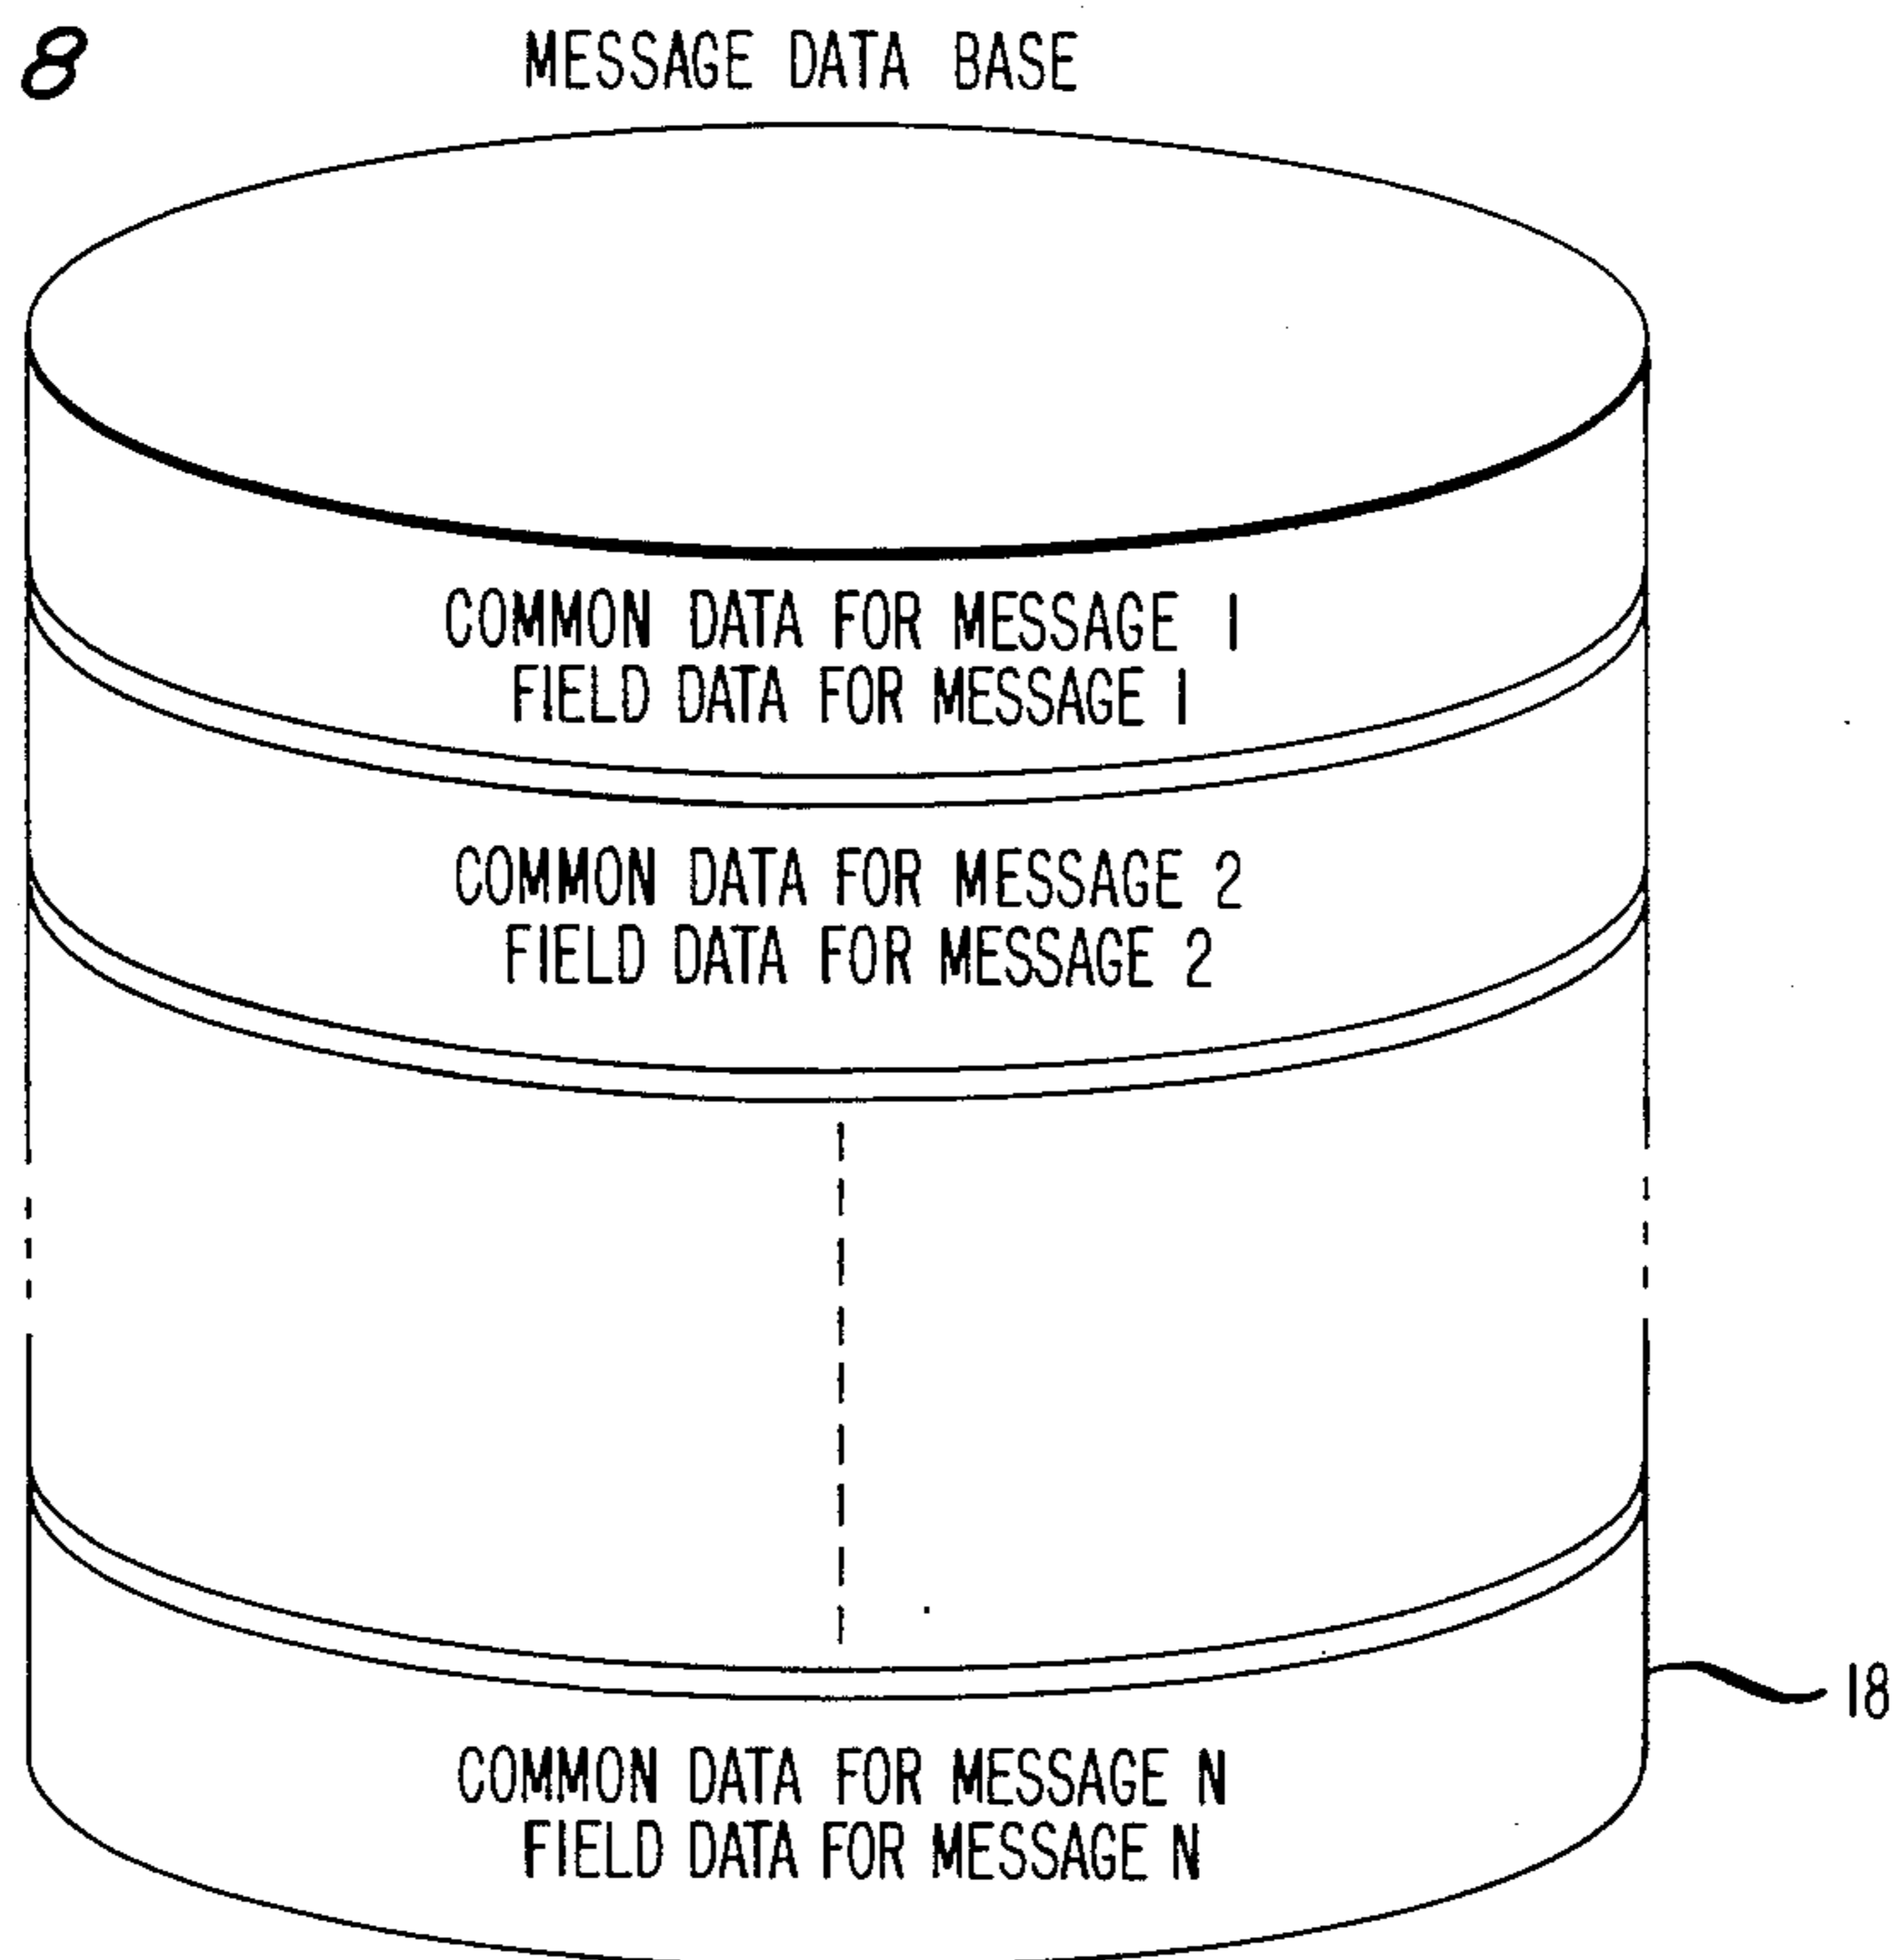 8
MESSAGE DATA BASE
COMMON DATA FOR MESSAGE 1
FIELD DATA FOR MESSAGE 1
COMMON DATA FOR MESSAGE 2
FIELD DATA FOR MESSAGE 2
18
COMMON DATA FOR MESSAGE N
FIELD DATA FOR MESSAGE N